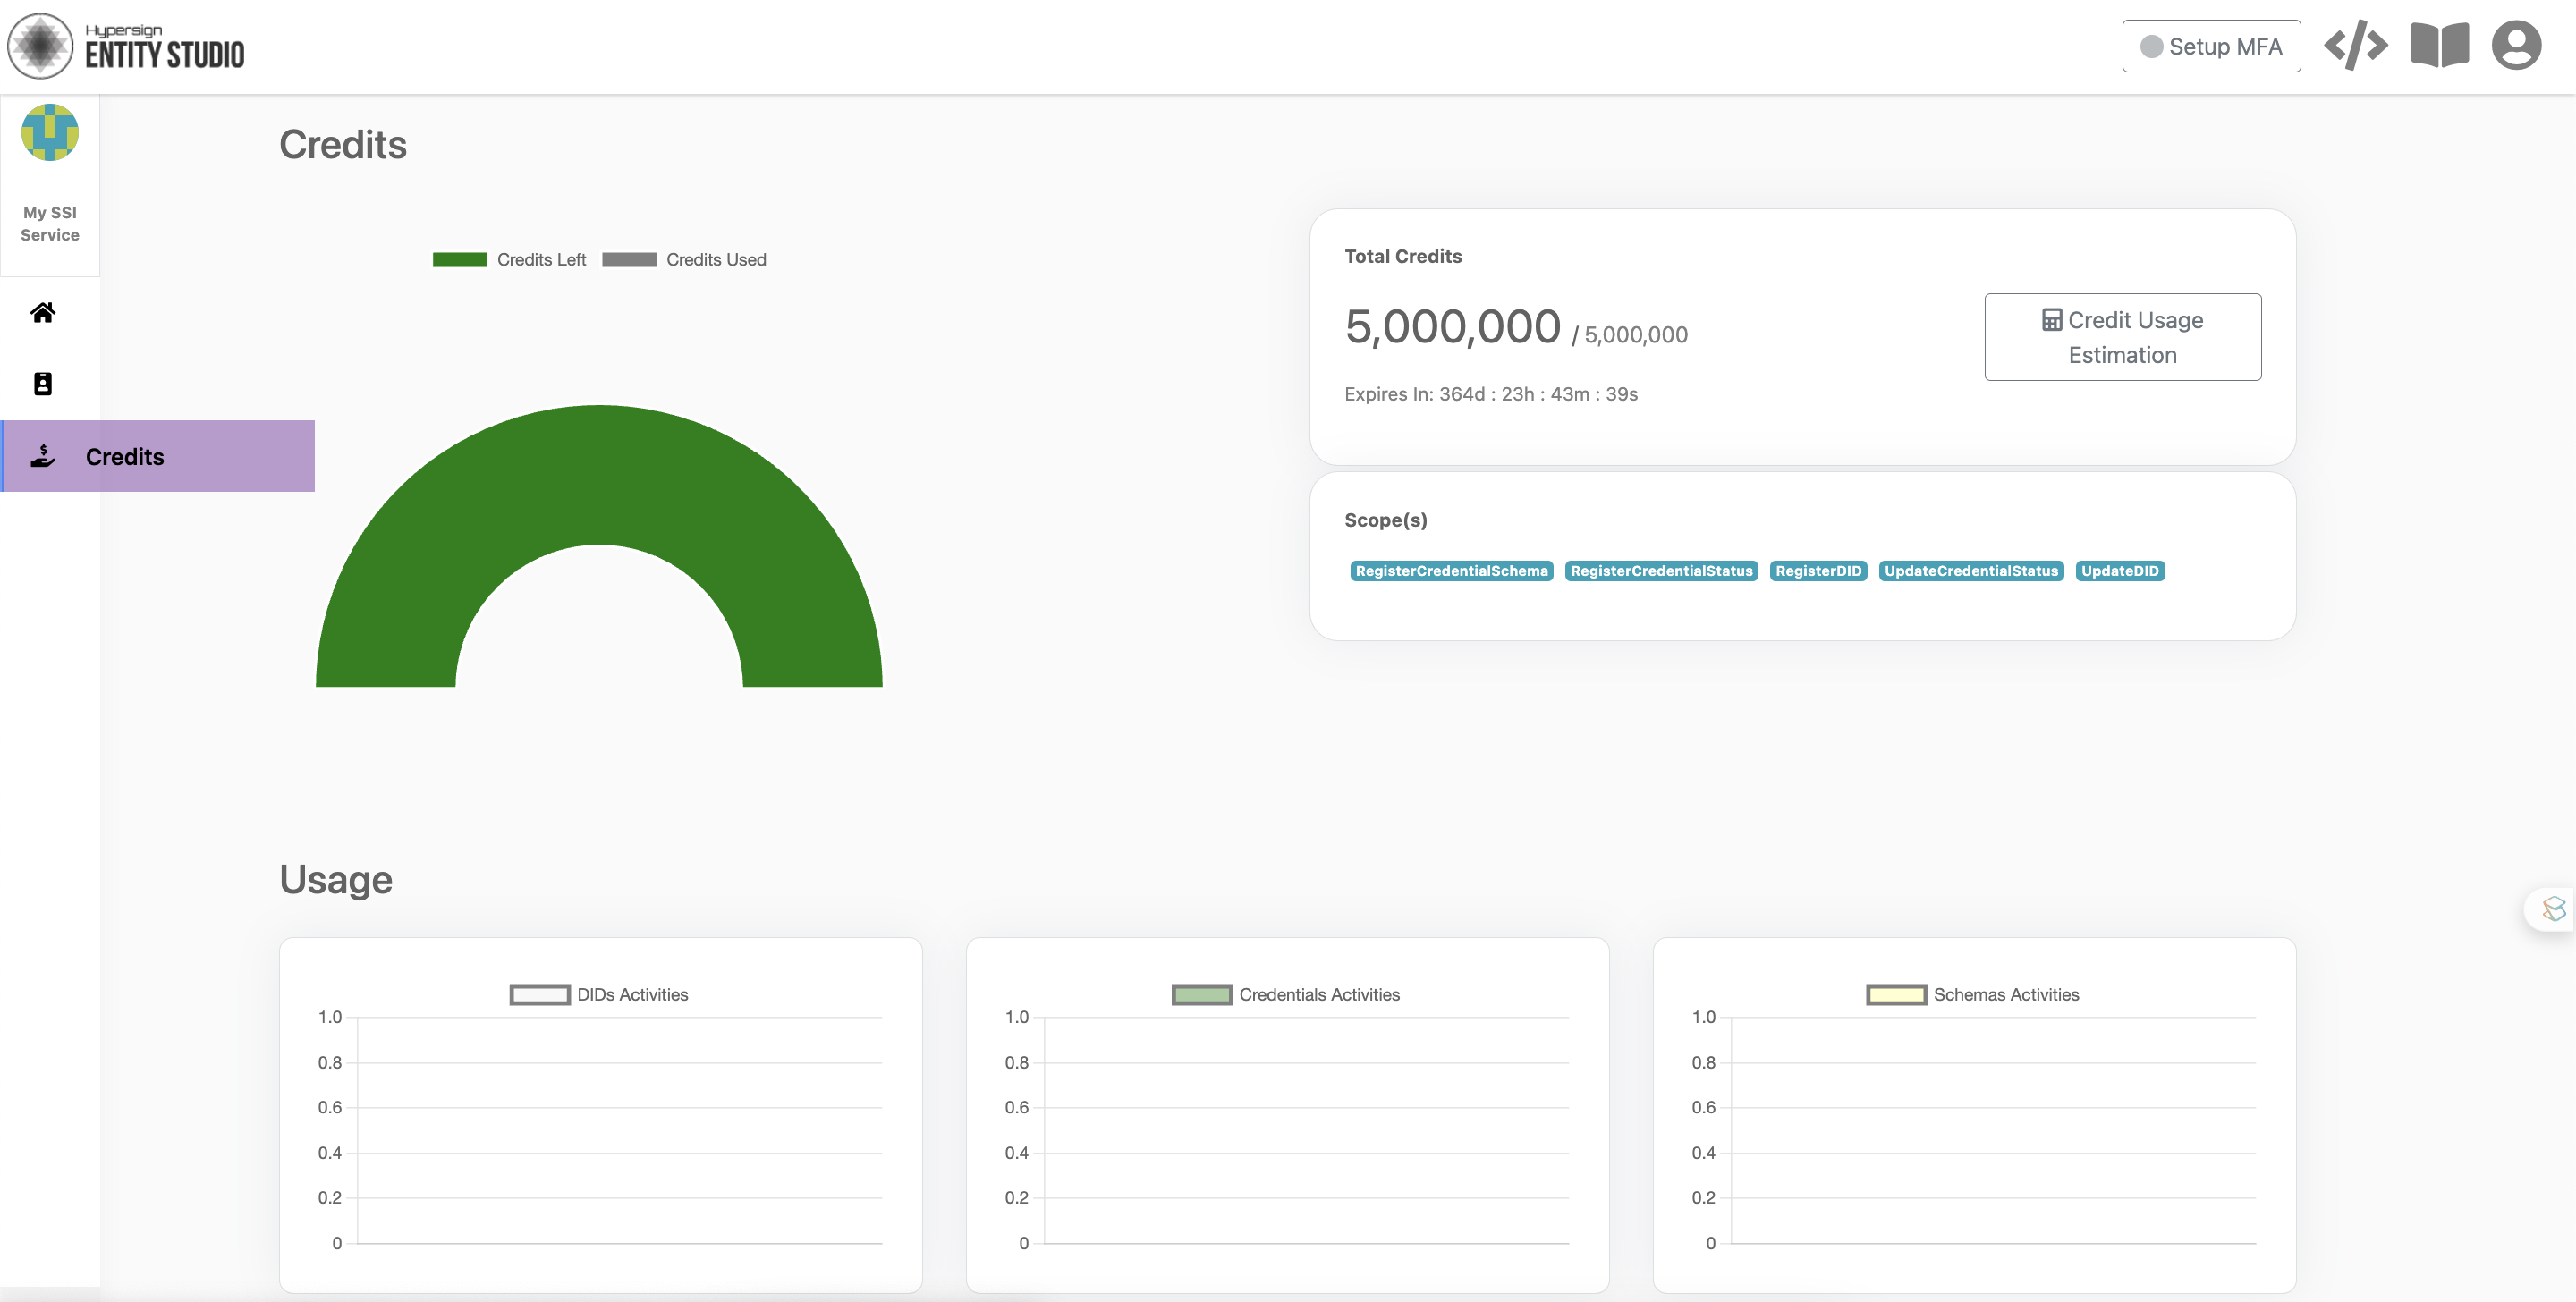 Hypersign
ENTITY STUDIO
Setup MFA
My SSI
Service
Credits
Credits
Credits Left
Credits Used
Total Credits
5,000,000 / 5,000,000
Credit Usage
Estimation
Expires In: 364d : 23h : 43m : 39s
Scope(s)
RegisterCredentialSchema RegisterCredentialStatus RegisterDID UpdateCredentialStatus UpdateDID
Usage
DIDs Activities
1.0
0.8
0.6
0.4
0.2
0
Credentials Activities
1.0
0.8
0.6
0.4
0.2
0
Schemas Activities
1.0
0.8
0.6
0.4
0.2
0